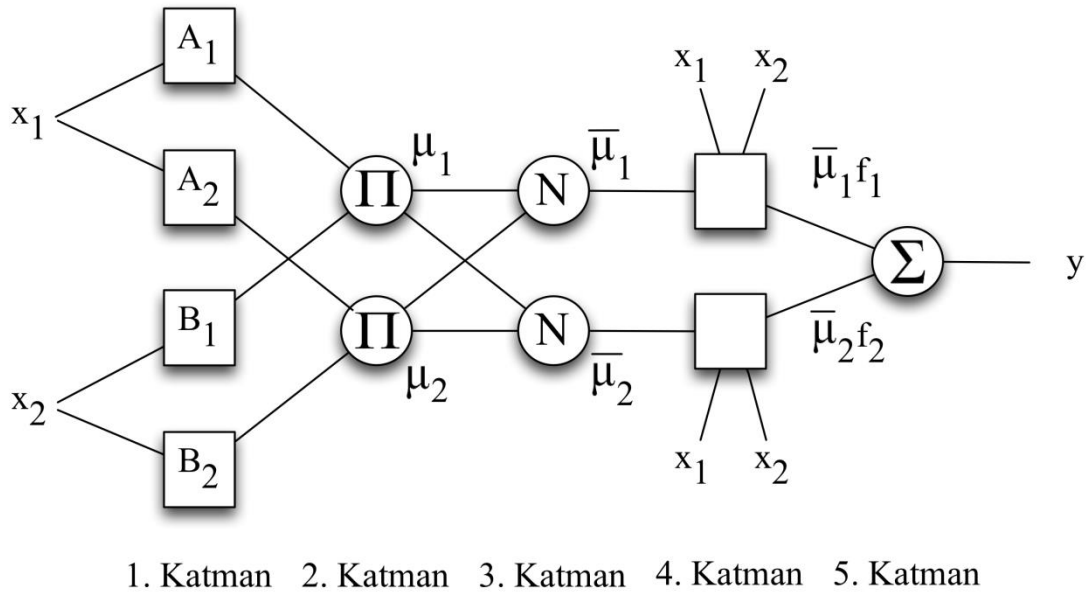 A₁
x₁
A₂
B₁
x₂
B₂
Π
μ₁
Π
μ₂
N
μ̅₁
N
μ̅₂
x₁ x₂
x₁ x₂
μ̅₁f₁
μ̅₂f₂
Σ
y
1. Katman 2. Katman 3. Katman 4. Katman 5. Katman